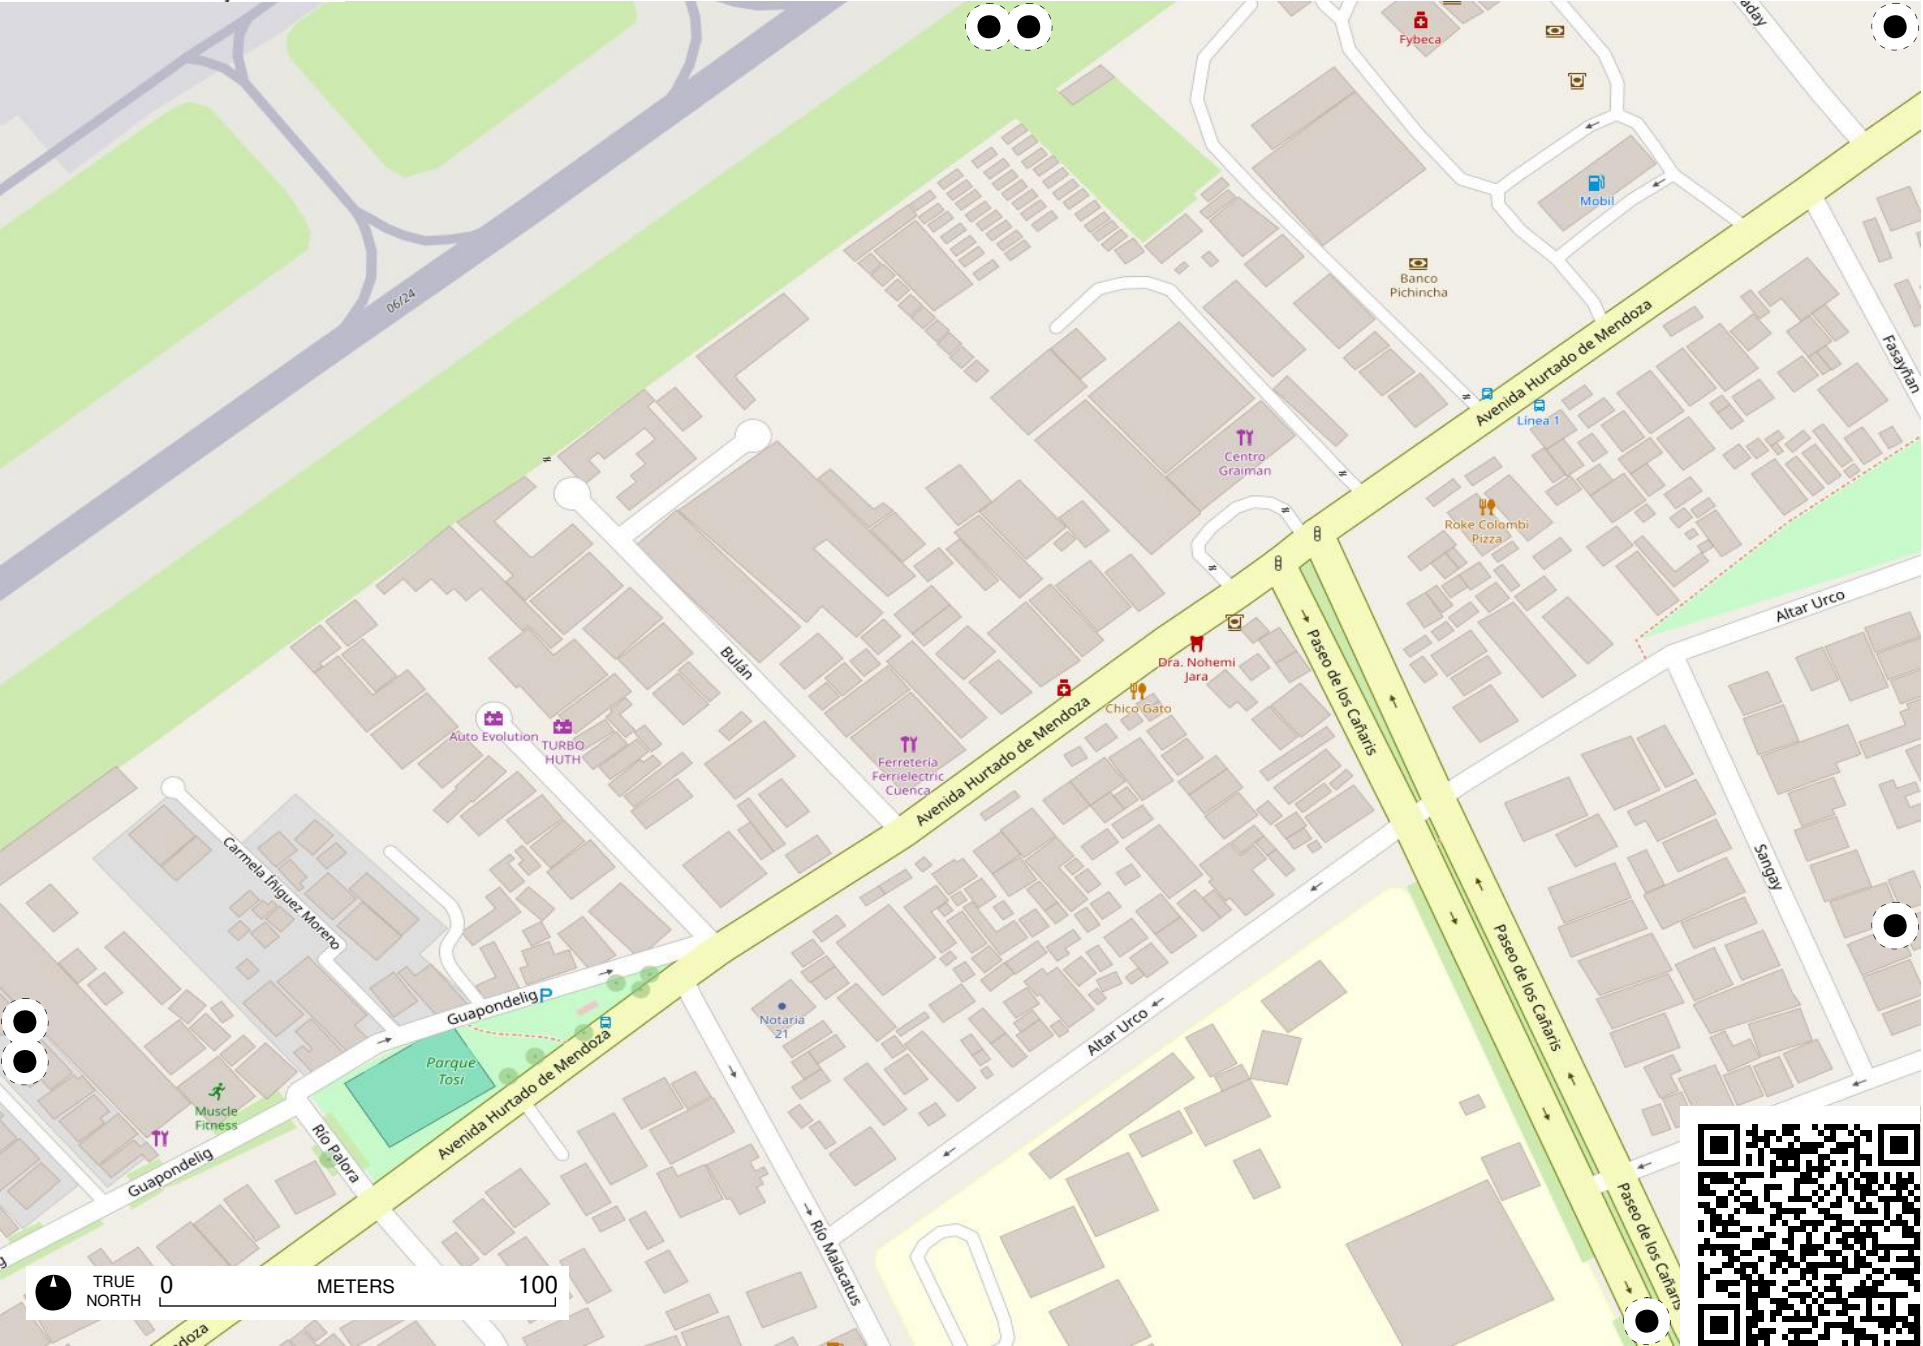 aday
Fybeca
Mobil
Banco
Pichincha
06/24
Avenida Hurtado de Mendoza
Fasayñan
Línea 1
Centro
Graiman
Roke Colombi
Pizza
Altar Urco
Bulán
Paseo de los Cañaris
Dra. Nohemi
Jara
Chico Gato
Avenida Hurtado de Mendoza
Auto Evolution
TURBO
HUTH
Ferretería
Ferrielectric
Cuenca
Carmela Íñiguez Moreno
Sangay
Paseo de los Cañaris
Guapondelig
P
Notaria
21
Altar Urco
Parque
Tosi
Avenida Hurtado de Mendoza
Muscle
Fitness
Río Palora
Guapondelig
Río Malacatus
Paseo de los Cañaris
g
TRUE
NORTH
0 METERS 100
doza